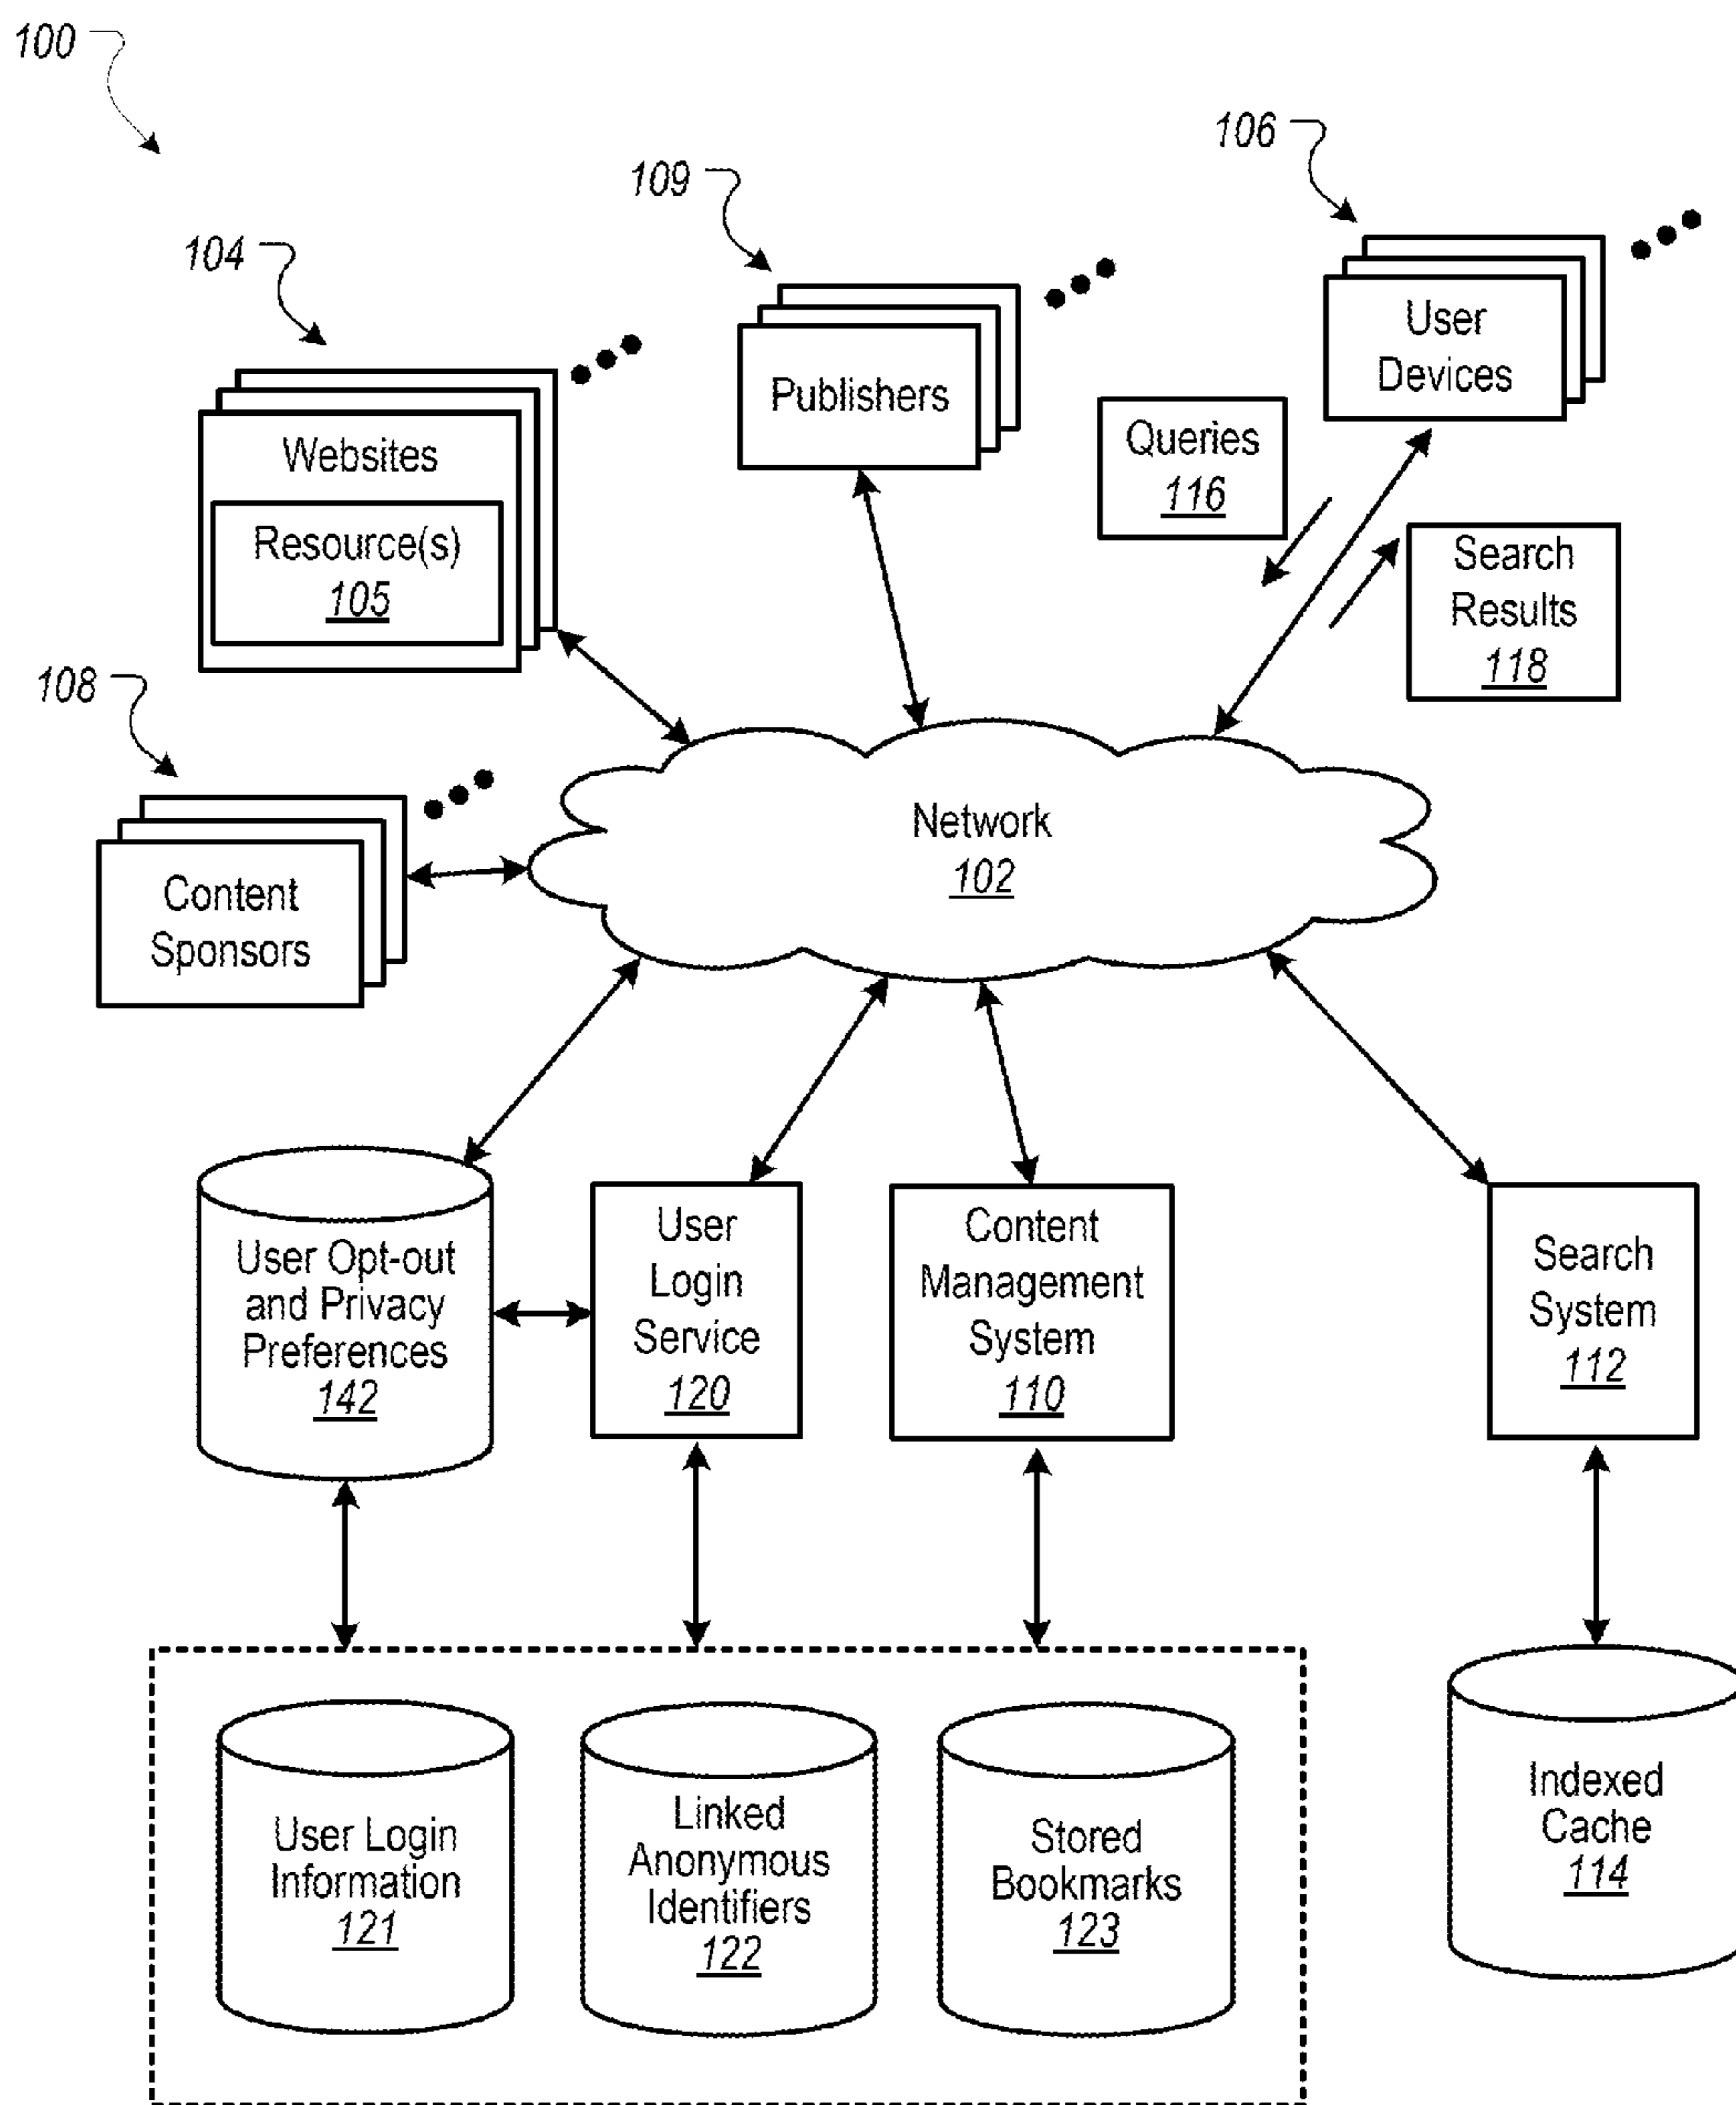 100
106
109
104
User
Devices
Publishers
Queries
116
Websites
Resource(s)
105
Search
Results
118
108
Network
102
Content
Sponsors
User Opt-out
and Privacy
Preferences
142
User
Login
Service
120
Content
Management
System
110
Search
System
112
User Login
Information
121
Linked
Anonymous
Identifiers
122
Stored
Bookmarks
123
Indexed
Cache
114